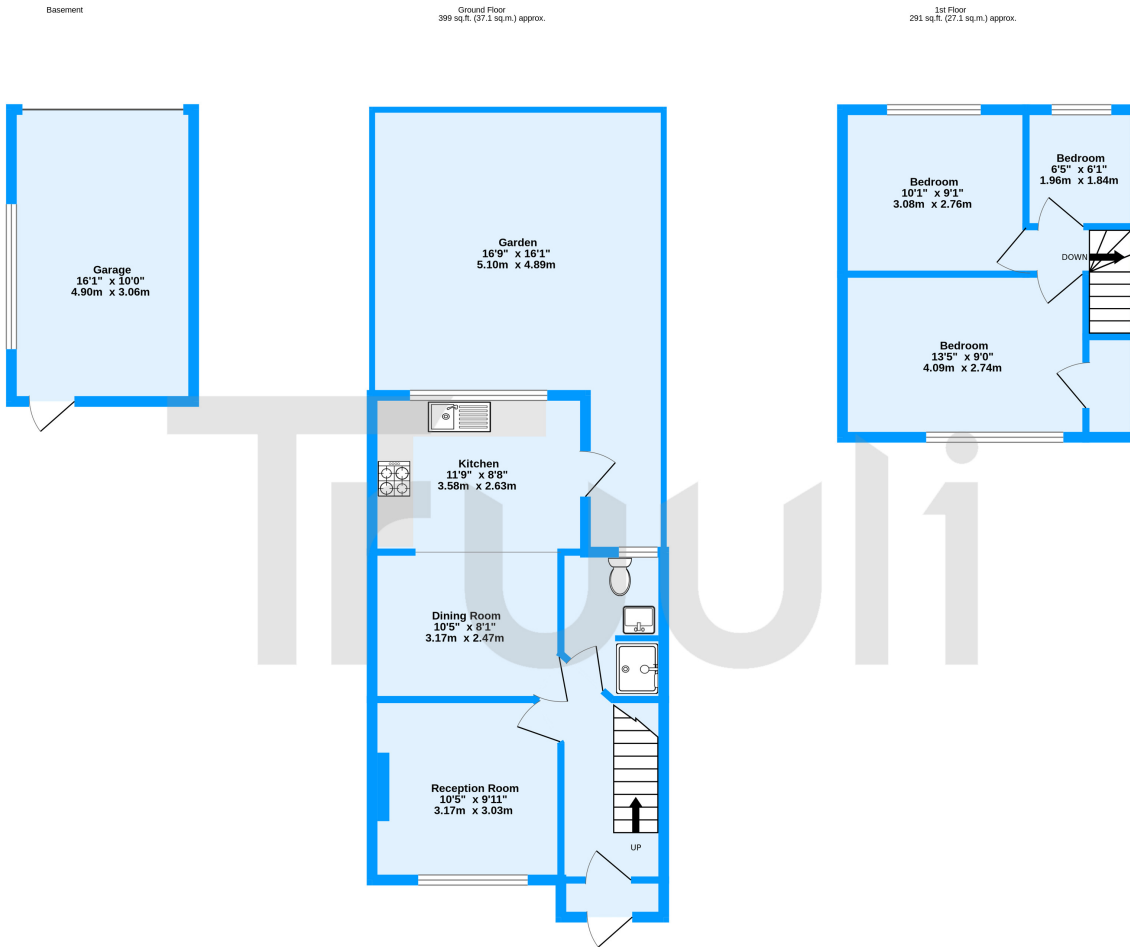 Basement
Ground Floor
399 sq.ft. (37.1 sq.m.) approx.
1st Floor
291 sq.ft. (27.1 sq.m.) approx.
Garage
16'1" x 10'0"
4.90m x 3.06m
Garden
16'9" x 16'1"
5.10m x 4.89m
Kitchen
11'9" x 8'8"
3.58m x 2.63m
Dining Room
10'5" x 8'1"
3.17m x 2.47m
Reception Room
10'5" x 9'11"
3.17m x 3.03m
UP
Bedroom
10'1" x 9'1"
3.08m x 2.76m
Bedroom
6'5" x 6'1"
1.96m x 1.84m
DOWN
Bedroom
13'5" x 9'0"
4.09m x 2.74m
Truuli